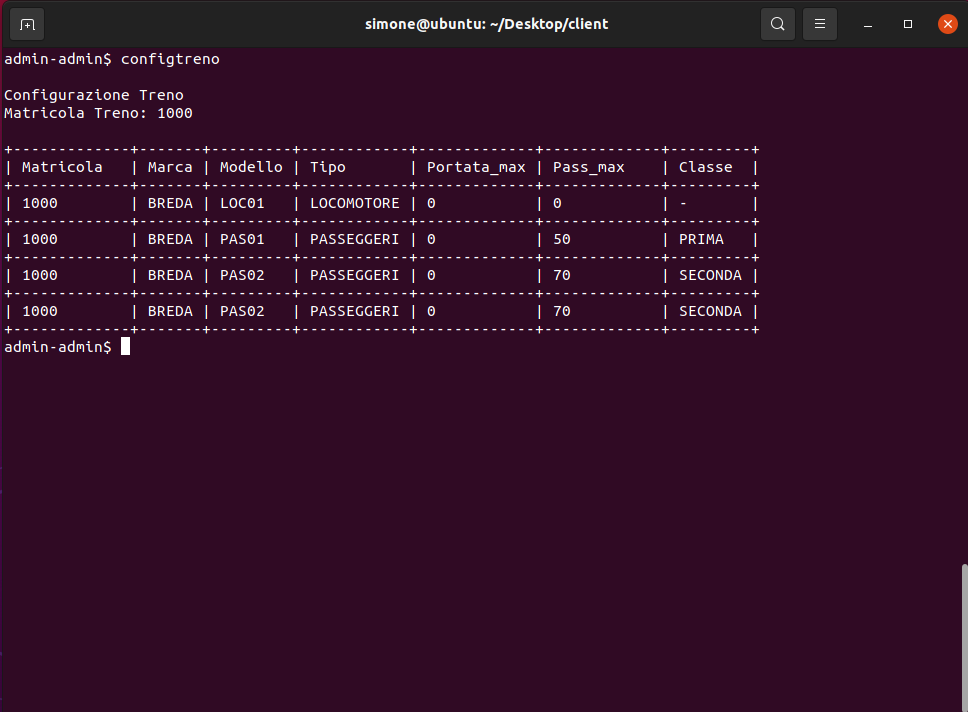 simone@ubuntu: ~/Desktop/client
admin-admin$ configtreno
Configurazione Treno
Matricola Treno: 1000
+-------------+-------+---------+------------+-------------+-------------+---------+
| Matricola   | Marca | Modello | Tipo       | Portata_max | Pass_max    | Classe  |
+-------------+-------+---------+------------+-------------+-------------+---------+
| 1000        | BREDA | LOC01   | LOCOMOTORE | 0           | 0           | -       |
+-------------+-------+---------+------------+-------------+-------------+---------+
| 1000        | BREDA | PAS01   | PASSEGGERI | 0           | 50          | PRIMA   |
+-------------+-------+---------+------------+-------------+-------------+---------+
| 1000        | BREDA | PAS02   | PASSEGGERI | 0           | 70          | SECONDA |
+-------------+-------+---------+------------+-------------+-------------+---------+
| 1000        | BREDA | PAS02   | PASSEGGERI | 0           | 70          | SECONDA |
+-------------+-------+---------+------------+-------------+-------------+---------+
admin-admin$